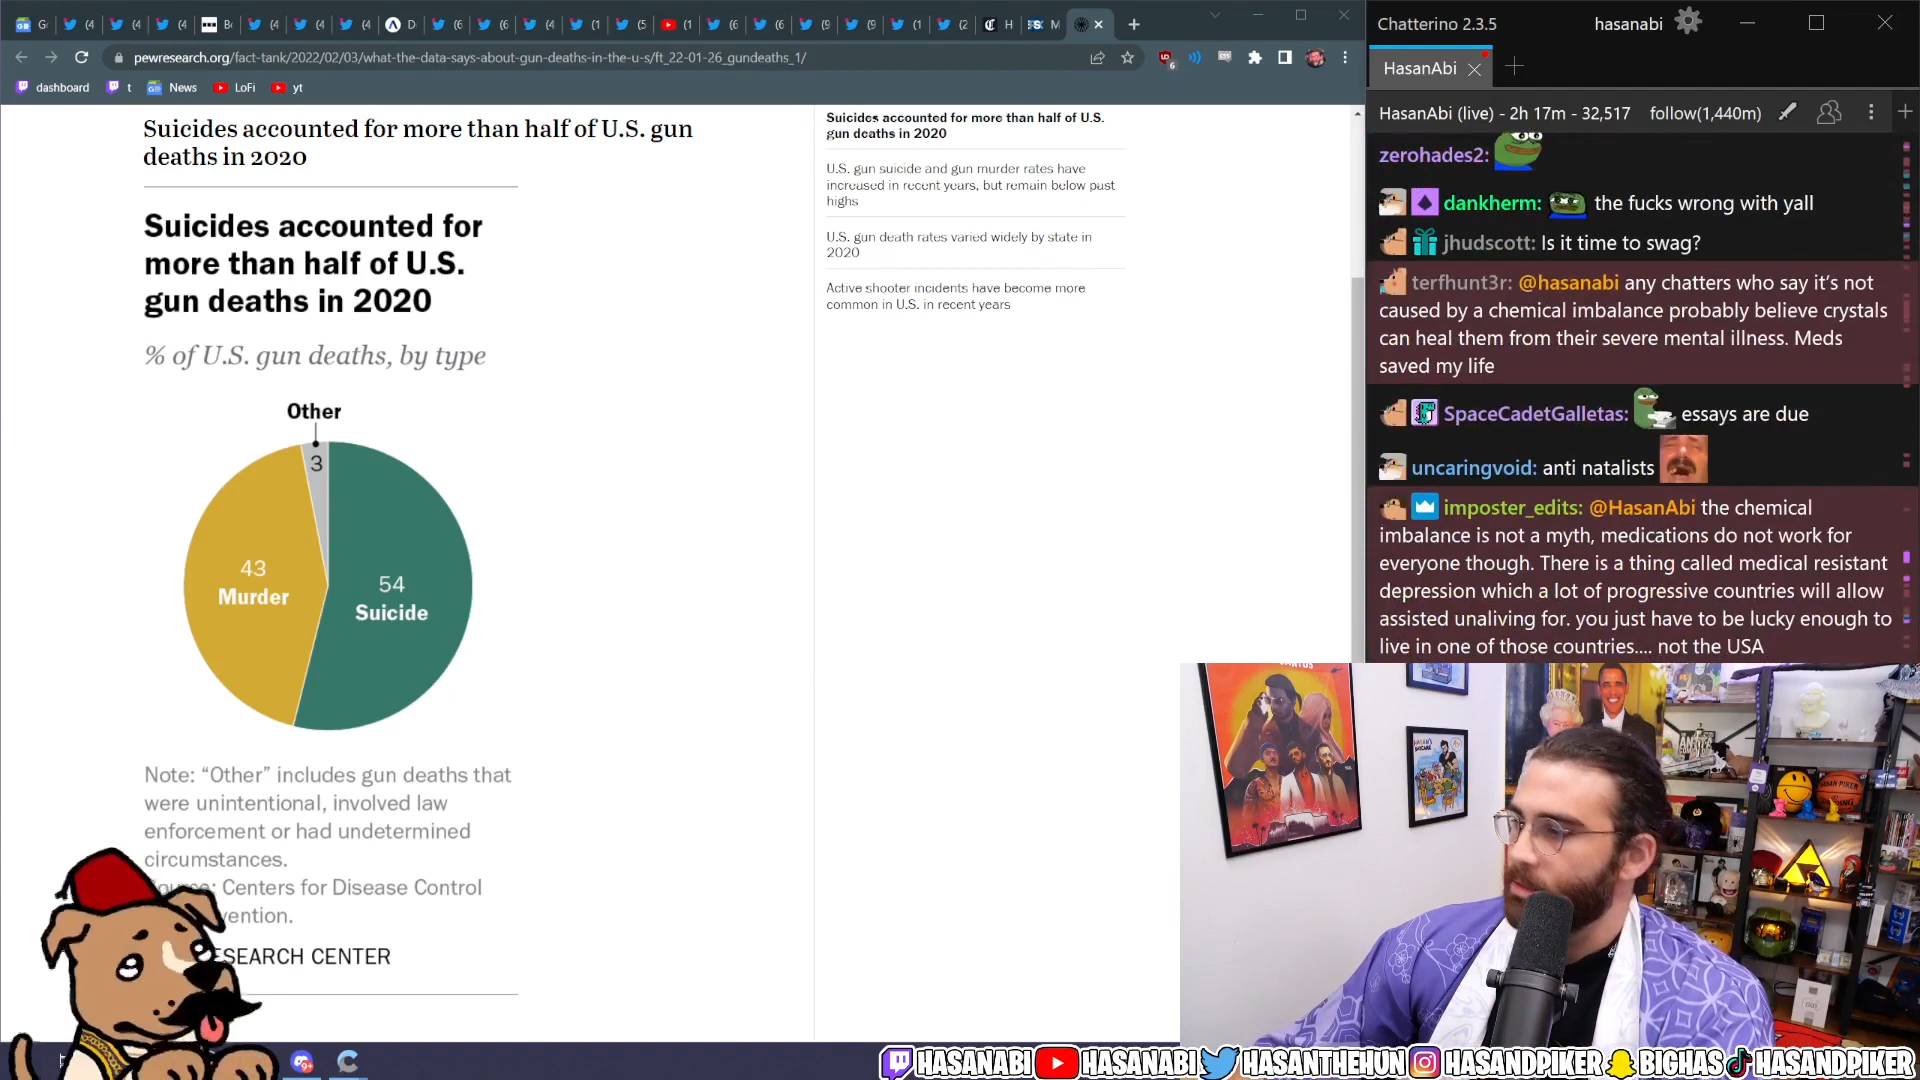 pewresearch.org/fact-tank/2022/02/03/what-the-data-says-about-gun-deaths-in-the-u-s/ft_22-01-26_gundeaths_1/
dashboard
t
News
LoFi
yt
Suicides accounted for more than half of U.S. gun
deaths in 2020
Suicides accounted for
more than half of U.S.
gun deaths in 2020
% of U.S. gun deaths, by type
Other
3
43
Murder
54
Suicide
Note: “Other” includes gun deaths that
were unintentional, involved law
enforcement or had undetermined
circumstances.
Centers for Disease Control
vention.
ESEARCH CENTER
Suicides accounted for more than half of U.S.
gun deaths in 2020
U.S. gun suicide and gun murder rates have
increased in recent years, but remain below past
highs
U.S. gun death rates varied widely by state in
2020
Active shooter incidents have become more
common in U.S. in recent years
Chatterino 2.3.5
hasanabi
HasanAbi
HasanAbi (live) - 2h 17m - 32,517 follow(1,440m)
zerohades2:
dankherm: the fucks wrong with yall
jhudscott: Is it time to swag?
terfhunt3r: @hasanabi any chatters who say it’s not
caused by a chemical imbalance probably believe crystals
can heal them from their severe mental illness. Meds
saved my life
SpaceCadetGalletas: essays are due
uncaringvoid: anti natalists
imposter_edits: @HasanAbi the chemical
imbalance is not a myth, medications do not work for
everyone though. There is a thing called medical resistant
depression which a lot of progressive countries will allow
assisted unaliving for. you just have to be lucky enough to
live in one of those countries.... not the USA
HASANABI HASANABI HASANTHEHUN HASANDPIKER BIGHAS HASANDPIKER